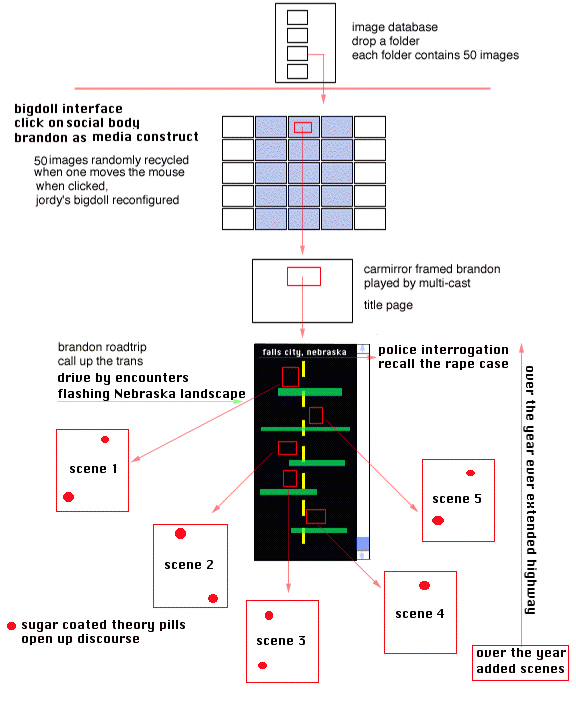 image database
drop a folder
each folder contains 50 images
bigdoll interface
click on social body
brandon as media construct
50 images randomly recycled
when one moves the mouse
when clicked,
jordy's bigdoll reconfigured
carmirror framed brandon
played by multi-cast
title page
brandon roadtrip
call up the trans
drive by encounters
flashing Nebraska landscape
falls city, nebraska
police interrogation
recall the rape case
over the year ever extended highway
scene 1
scene 2
scene 3
scene 4
scene 5
sugar coated theory pills
open up discourse
over the year
added scenes